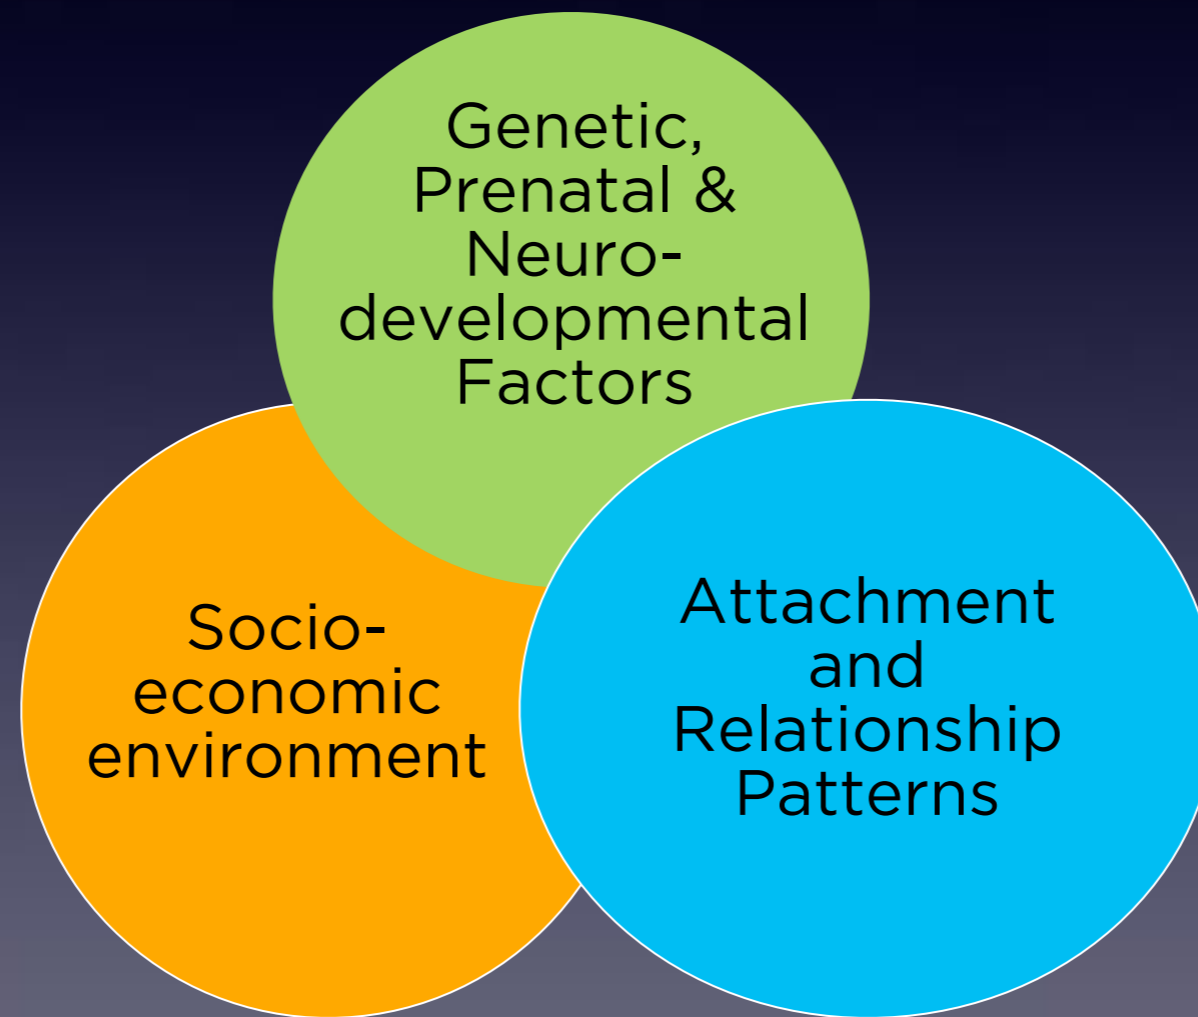 Genetic,
Prenatal &
Neuro-
developmental
Factors
Socio-
economic
environment
Attachment
and
Relationship
Patterns